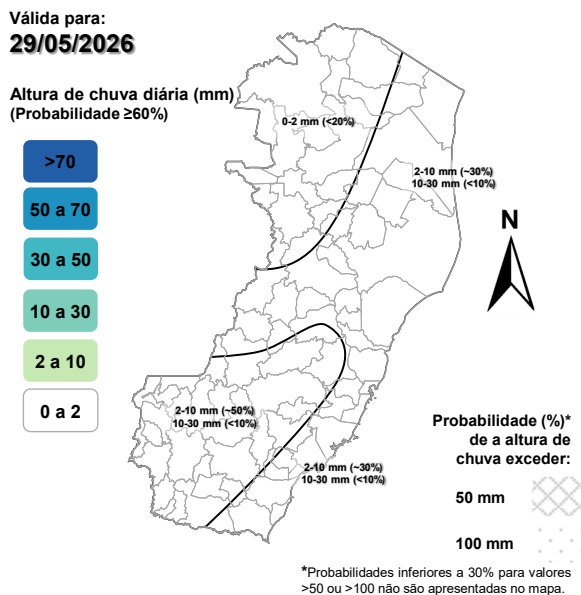 Válida para:
29/05/2026
Altura de chuva diária (mm)
(Probabilidade ≥60%)
>70
50 a 70
30 a 50
10 a 30
2 a 10
0 a 2
0-2 mm (<20%)
2-10 mm (~30%)
10-30 mm (<10%)
N
2-10 mm (~50%)
10-30 mm (<10%)
2-10 mm (~30%)
10-30 mm (<10%)
Probabilidade (%)*
de a altura de
chuva exceder:
50 mm
100 mm
*Probabilidades inferiores a 30% para valores
>50 ou >100 não são apresentadas no mapa.